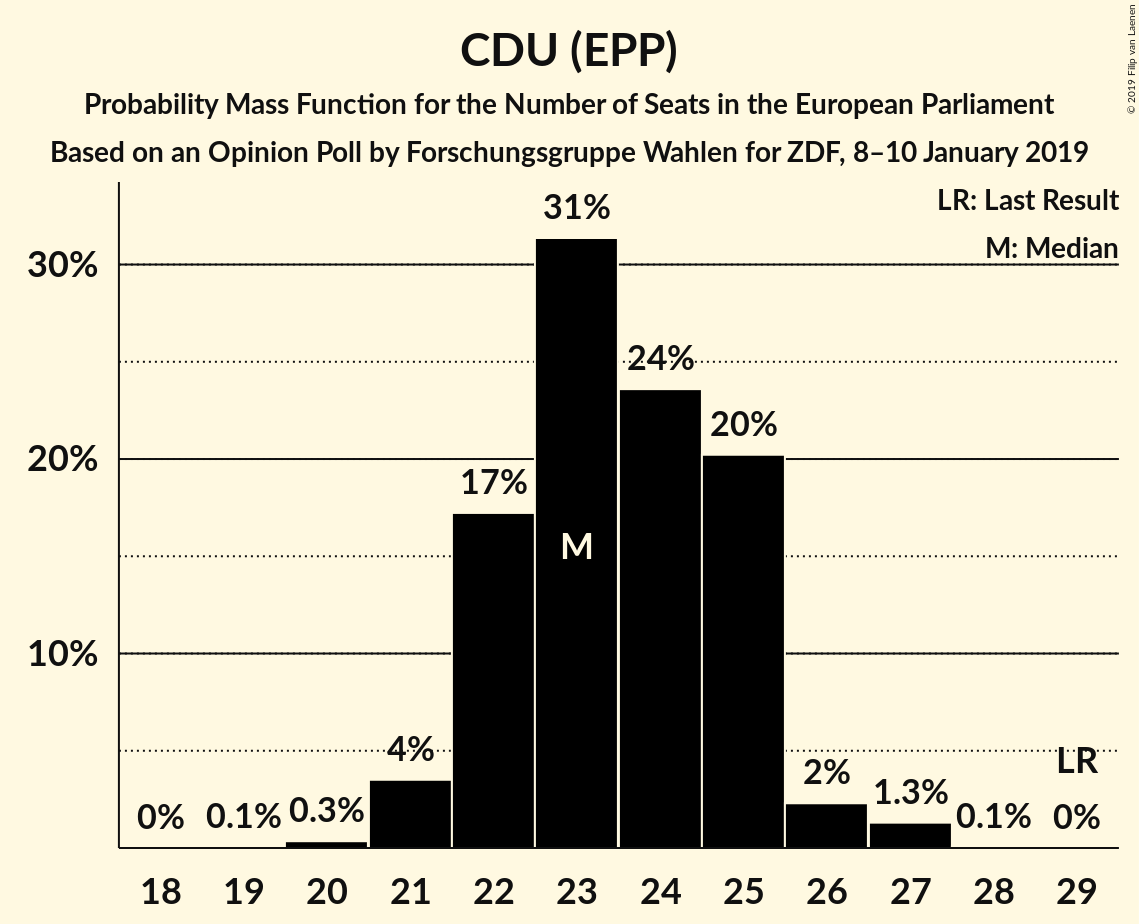 CDU (EPP)
Probability Mass Function for the Number of Seats in the European Parliament
Based on an Opinion Poll by Forschungsgruppe Wahlen for ZDF, 8–10 January 2019
© 2019 Filip van Laenen
LR: Last Result
M: Median
30%
20%
10%
0%
0.1%
0.3%
4%
17%
31%
M
24%
20%
2%
1.3%
0.1%
LR
0%
18 19 20 21 22 23 24 25 26 27 28 29